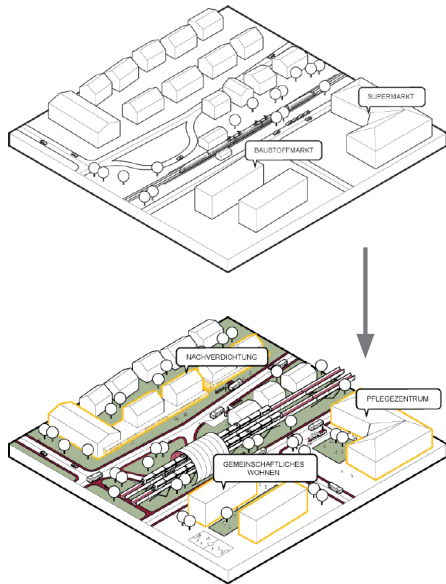 SUPERMARKT
BAUSTOFFMARKT
NACHVERDICHTUNG
PFLEGEZENTRUM
GEMEINSCHAFTLICHES
WOHNEN